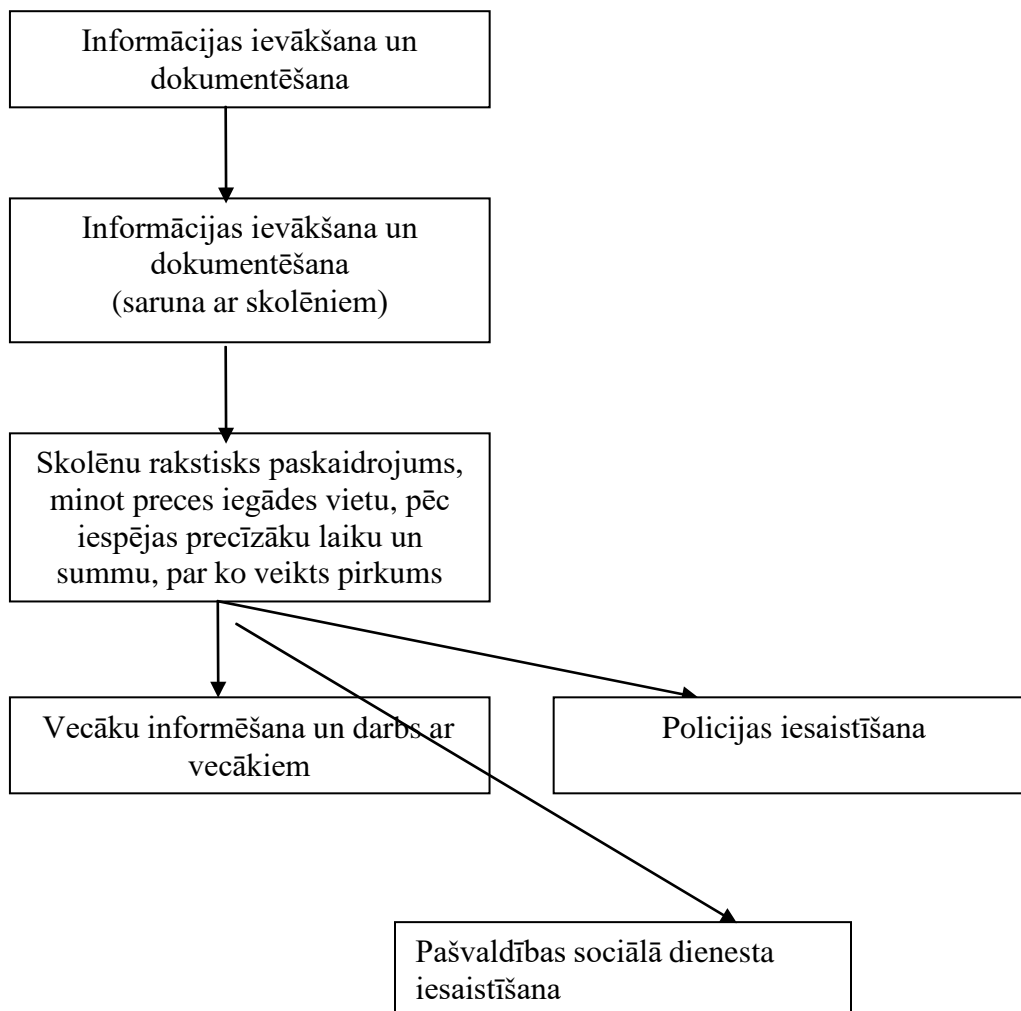 Informācijas ievākšana un
dokumentēšana
Informācijas ievākšana un
dokumentēšana
(saruna ar skolēniem)
Skolēnu rakstisks paskaidrojums,
minot preces iegādes vietu, pēc
iespējas precīzāku laiku un
summu, par ko veikts pirkums
Vecāku informēšana un darbs ar
vecākiem
Policijas iesaistīšana
Pašvaldības sociālā dienesta
iesaistīšana